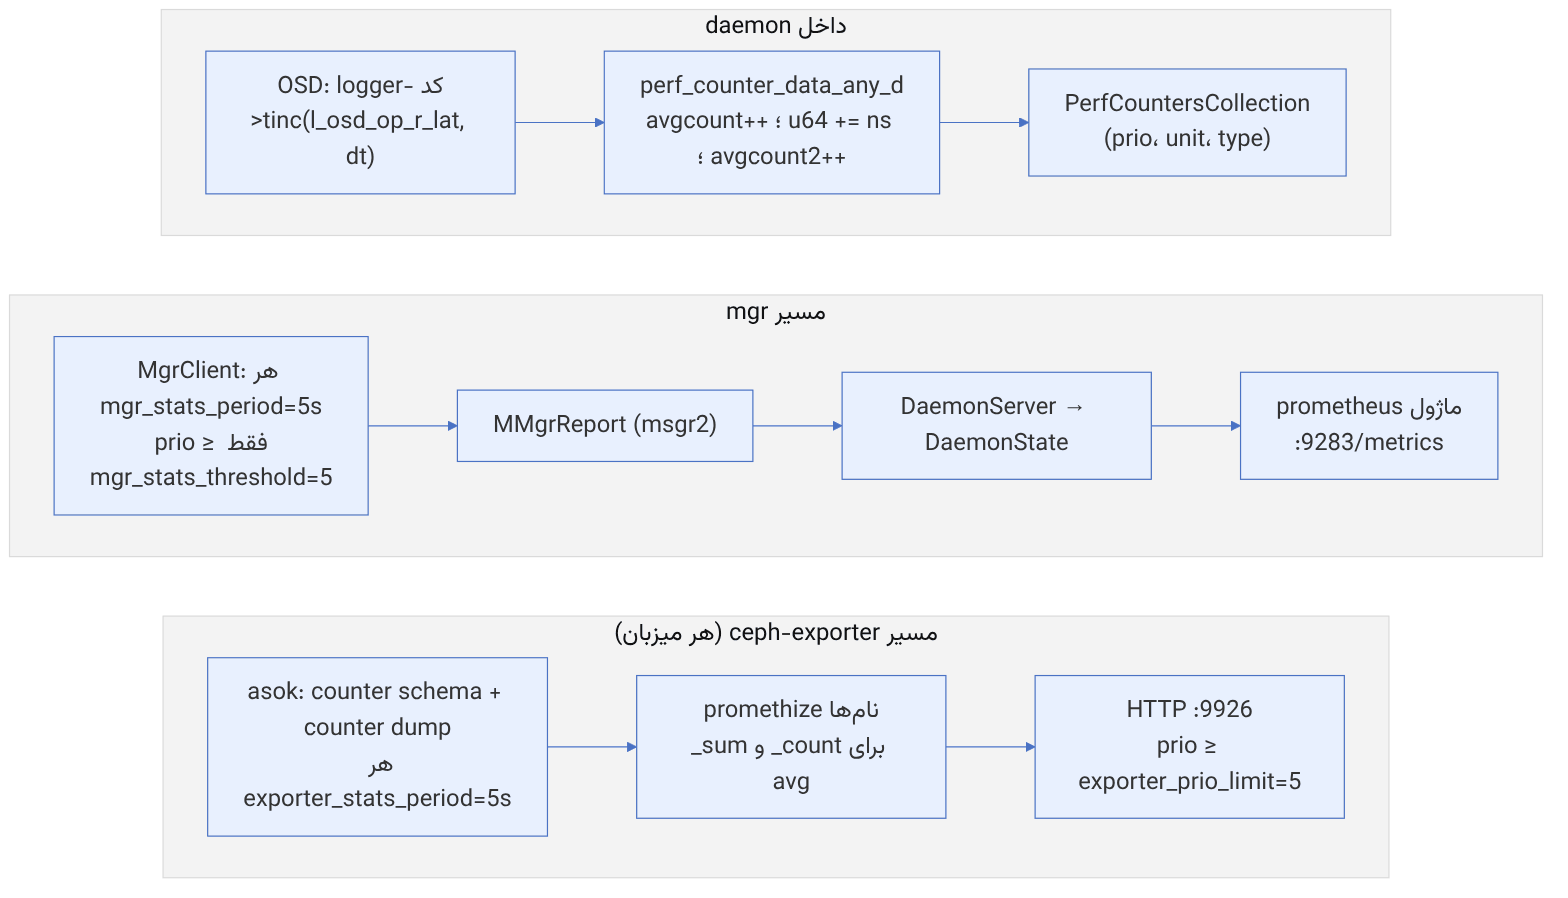 داخل daemon
OSD: logger- کد
>tinc(l_osd_op_r_lat,
dt)
perf_counter_data_any_d
avgcount++ ؛ u64 += ns
؛ avgcount2++
PerfCountersCollection
(prio، unit، type)
مسیر mgr
MgrClient: هر
mgr_stats_period=5s
فقط prio ≥
mgr_stats_threshold=5
MMgrReport (msgr2)
DaemonServer →
DaemonState
ماژول prometheus
:9283/metrics
مسیر ceph-exporter (هر میزبان)
asok: counter schema +
counter dump
هر
exporter_stats_period=5s
promethize نام‌ها
برای _count و _sum
avg
HTTP :9926
prio ≥
exporter_prio_limit=5